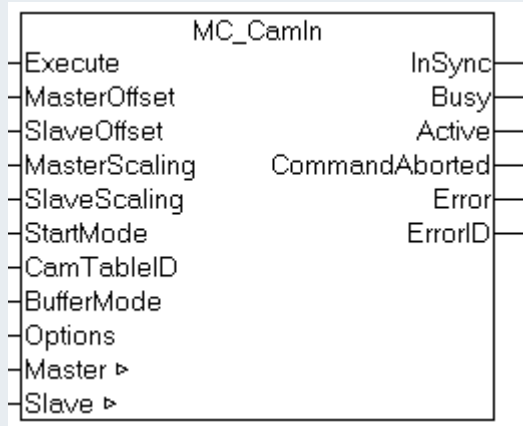 MC_CamIn
Execute InSync
MasterOffset Busy
SlaveOffset Active
MasterScaling CommandAborted
SlaveScaling Error
StartMode ErrorID
CamTableID
BufferMode
Options
Master
Slave